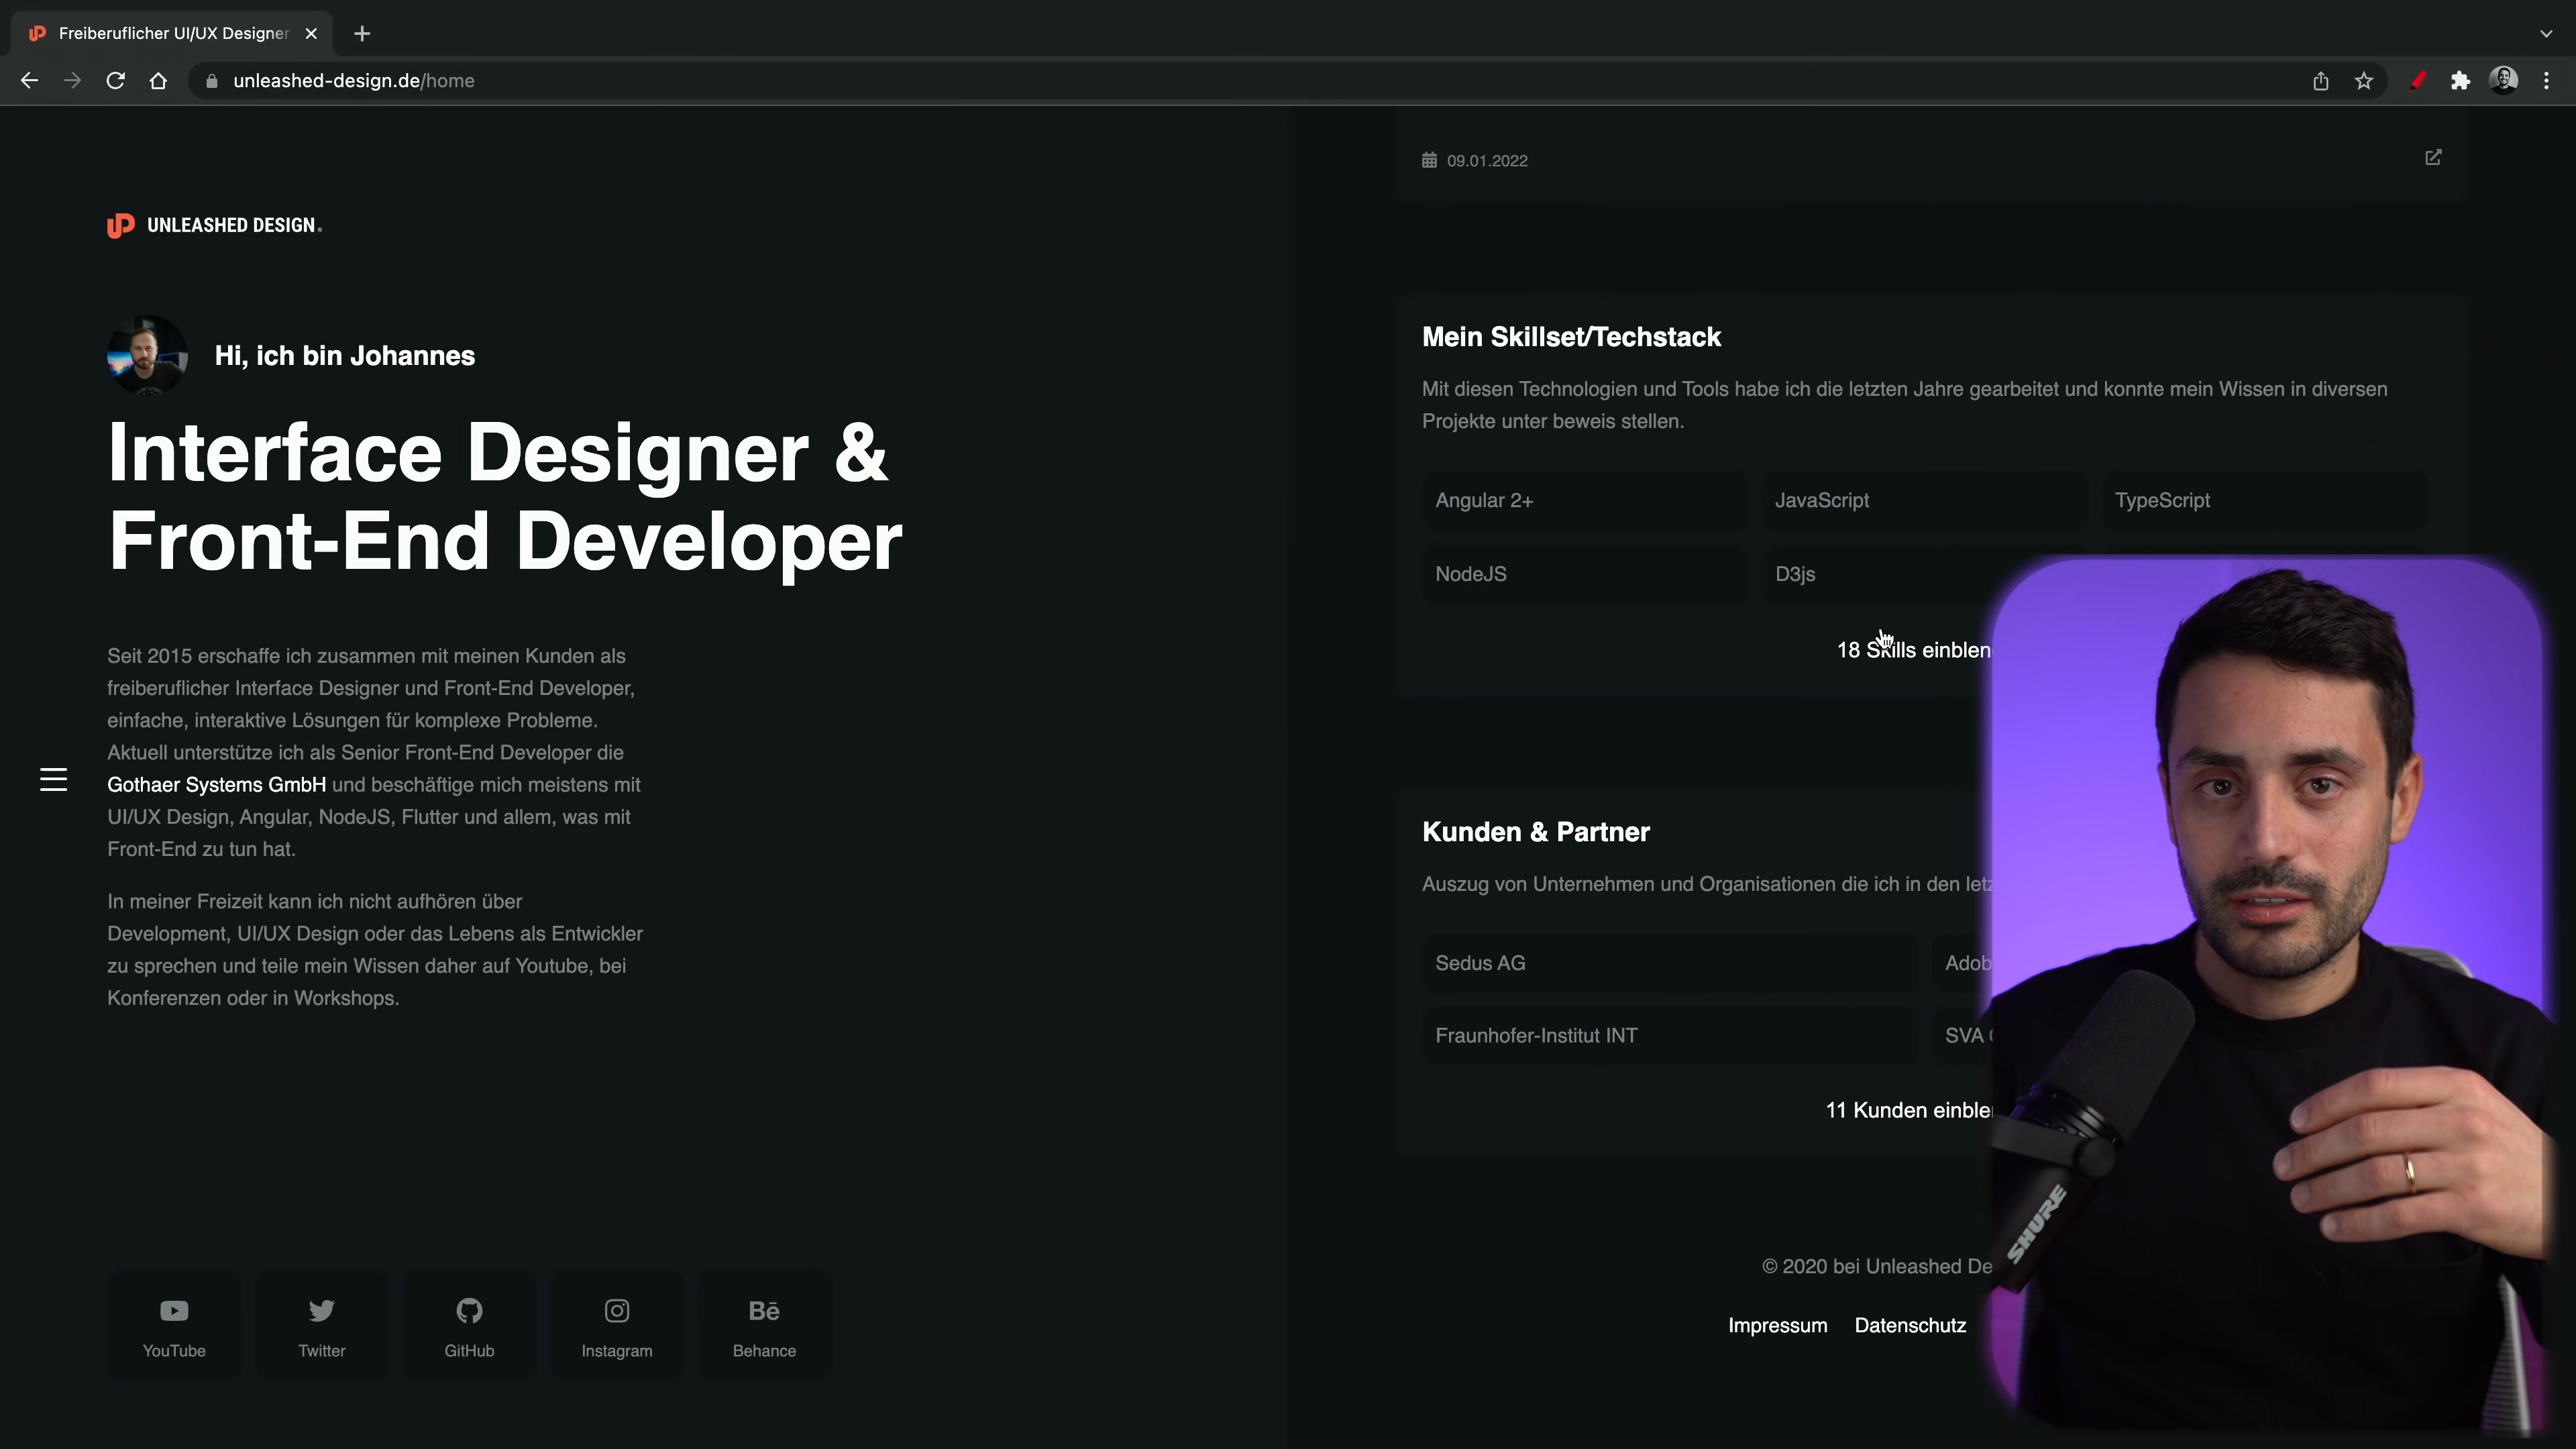 Freiberuflicher UI/UX Designer
unleashed-design.de/home
UNLEASHED DESIGN.
Hi, ich bin Johannes
Interface Designer &
Front-End Developer
Seit 2015 erschaffe ich zusammen mit meinen Kunden als
freiberuflicher Interface Designer und Front-End Developer,
einfache, interaktive Lösungen für komplexe Probleme.
Aktuell unterstütze ich als Senior Front-End Developer die
Gothaer Systems GmbH und beschäftige mich meistens mit
UI/UX Design, Angular, NodeJS, Flutter und allem, was mit
Front-End zu tun hat.
In meiner Freizeit kann ich nicht aufhören über
Development, UI/UX Design oder das Lebens als Entwickler
zu sprechen und teile mein Wissen daher auf Youtube, bei
Konferenzen oder in Workshops.
YouTube
Twitter
GitHub
Bē
Instagram
Behance
09.01.2022
Mein Skillset/Techstack
Mit diesen Technologien und Tools habe ich die letzten Jahre gearbeitet und konnte mein Wissen in diversen
Projekte unter beweis stellen.
Angular 2+
JavaScript
TypeScript
NodeJS
D3js
18 Skills einblen
Kunden & Partner
Auszug von Unternehmen und Organisationen die ich in den letz
Sedus AG
Adob
Fraunhofer-Institut INT
SVA
11 Kunden einble
© 2020 bei Unleashed De
Impressum
Datenschutz
SHURE